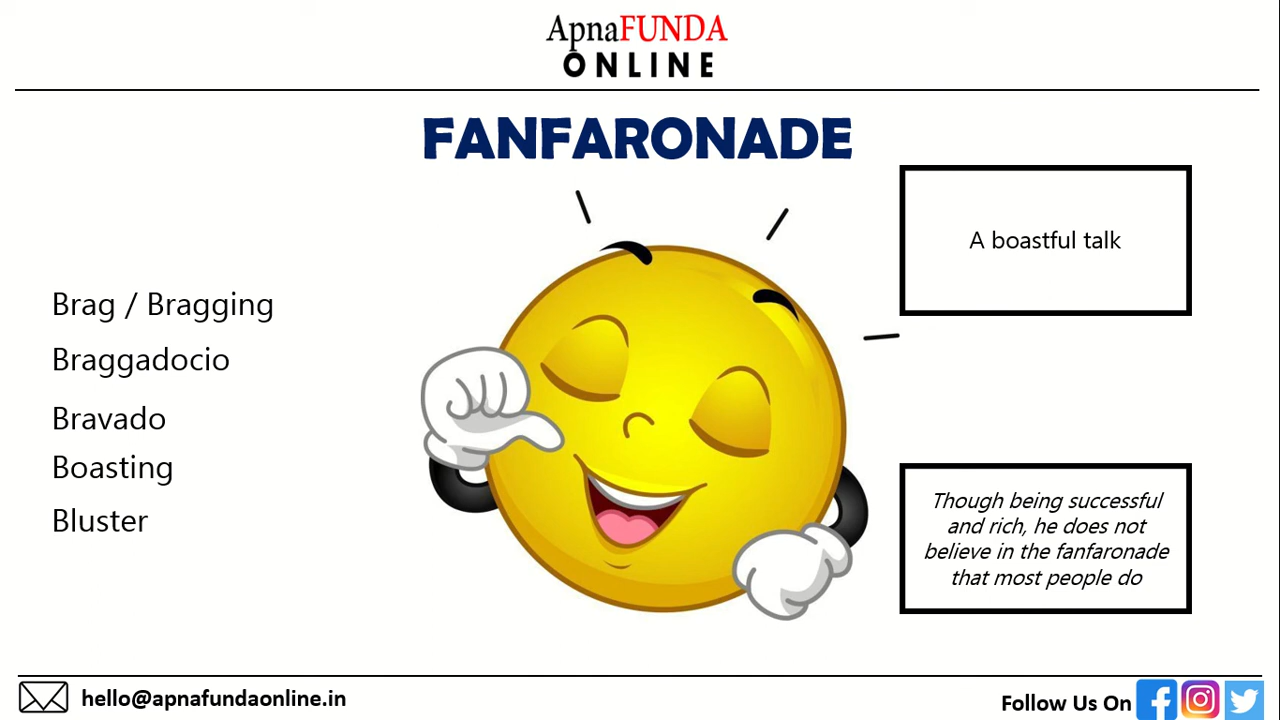 ApnaFUNDA
ONLINE
FANFARONADE
A boastful talk
Brag / Bragging
Braggadocio
Bravado
Boasting
Bluster
Though being successful
and rich, he does not
believe in the fanfaronade
that most people do
hello@apnafundaonline.in
Follow Us On